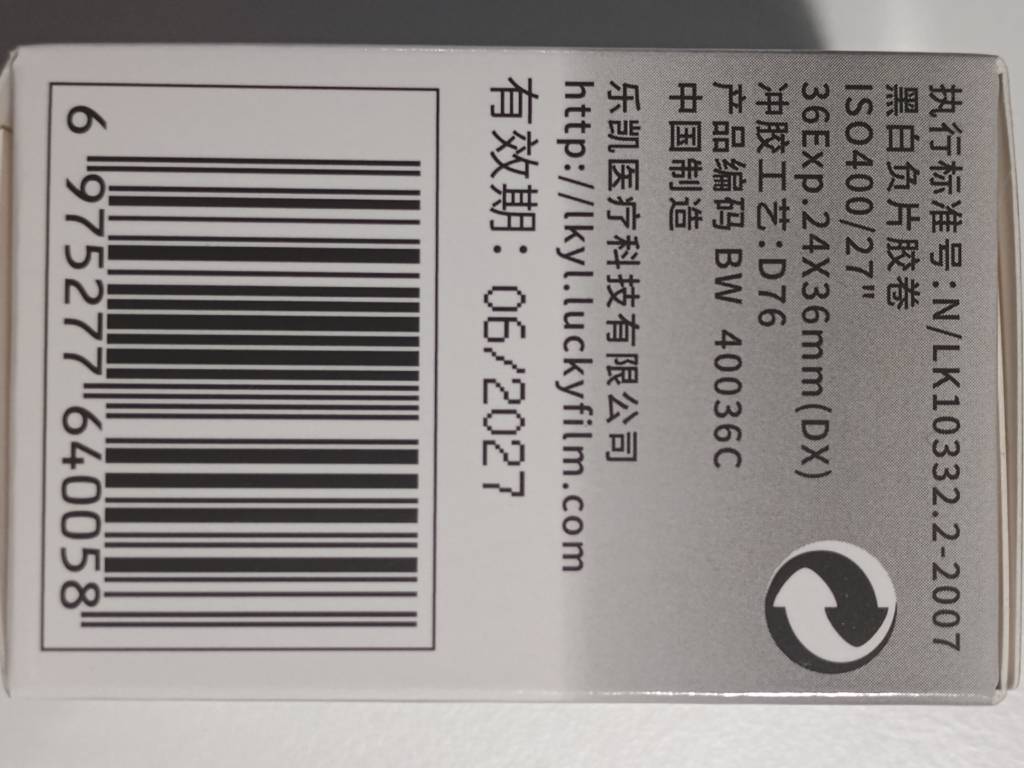 执行标准号:N/LK10332.2-2007
黑白负片胶卷
ISO400/27"
36Exp.24X36mm(DX)
冲胶工艺:D76
产品编码 BW 40036C
中国制造
乐凯医疗科技有限公司
http://lkyl.luckyfilm.com
有效期：06/2027
6 975277 640058